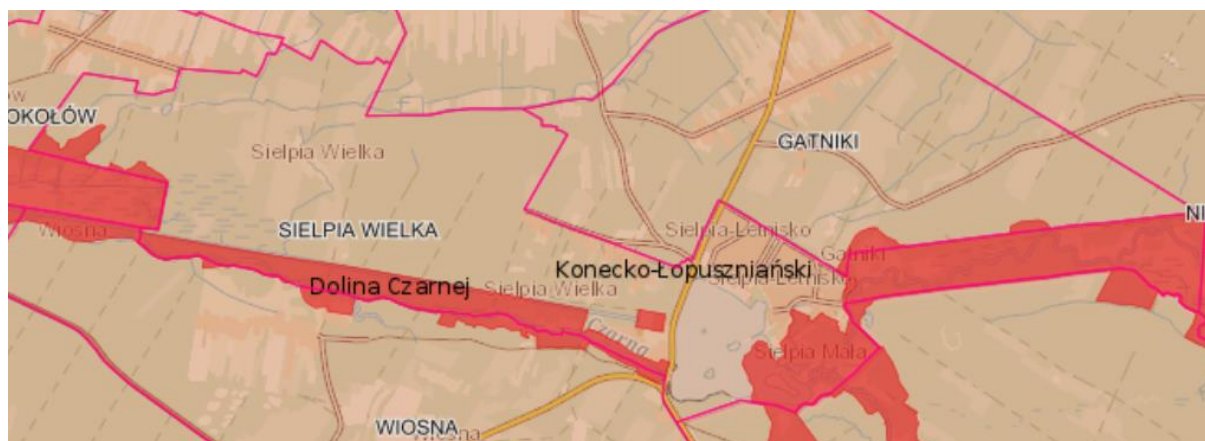 OKOŁÓW
Sielpia Wielka
GATNIKI
Wiosna
SIELPIA WIELKA
Sielpia-Letnisko
NI
Gatniki
Konecko-Łopuszniański
Sielpia-Letnisko
Dolina Czarnej
Sielpia Wielka
Czarna
Sielpia Mała
WIOSNA
Wiosna